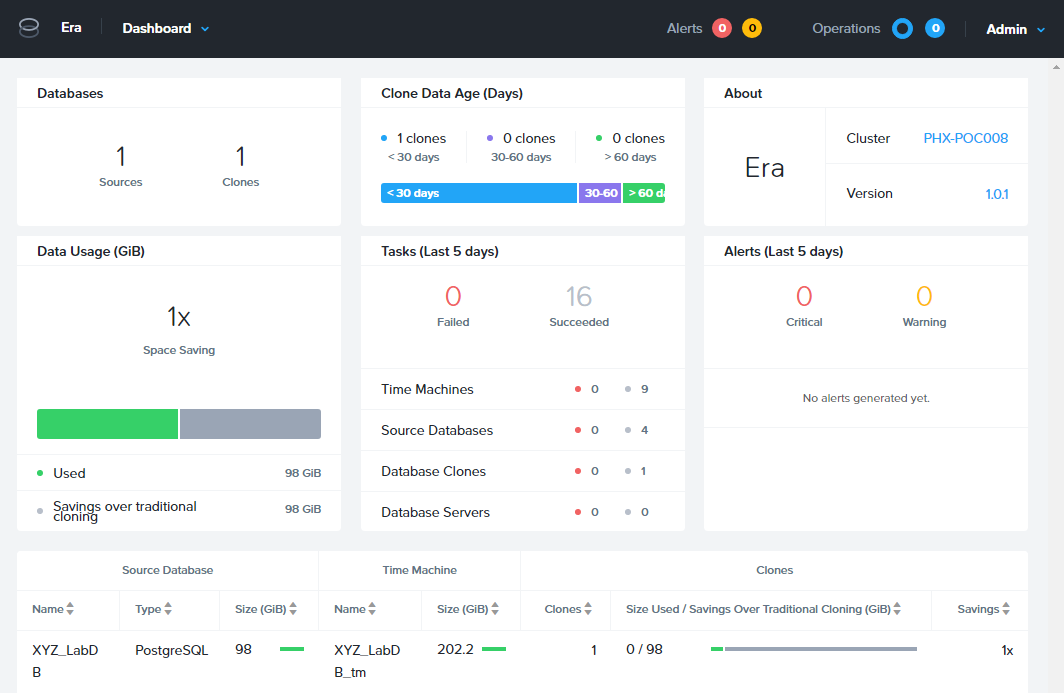 Era Dashboard Alerts 0 0 Operations 0 Admin
Databases
1 1
Sources Clones
Clone Data Age (Days)
1 clones 0 clones 0 clones
< 30 days 30-60 days > 60 days
< 30 days 30-60 > 60 d
About
Era
Cluster PHX-POC008
Version 1.0.1
Data Usage (GiB)
1x
Space Saving
Used 98 GiB
Savings over traditional
cloning 98 GiB
Tasks (Last 5 days)
0 16
Failed Succeeded
Time Machines 0 9
Source Databases 0 4
Database Clones 0 1
Database Servers 0 0
Alerts (Last 5 days)
0 0
Critical Warning
No alerts generated yet.
Source Database Time Machine Clones
Name Type Size (GiB) Name Size (GiB) Clones Size Used / Savings Over Traditional Cloning (GiB) Savings
XYZ_LabD PostgreSQL 98 XYZ_LabD 202.2 1 0 / 98 1x
B B_tm